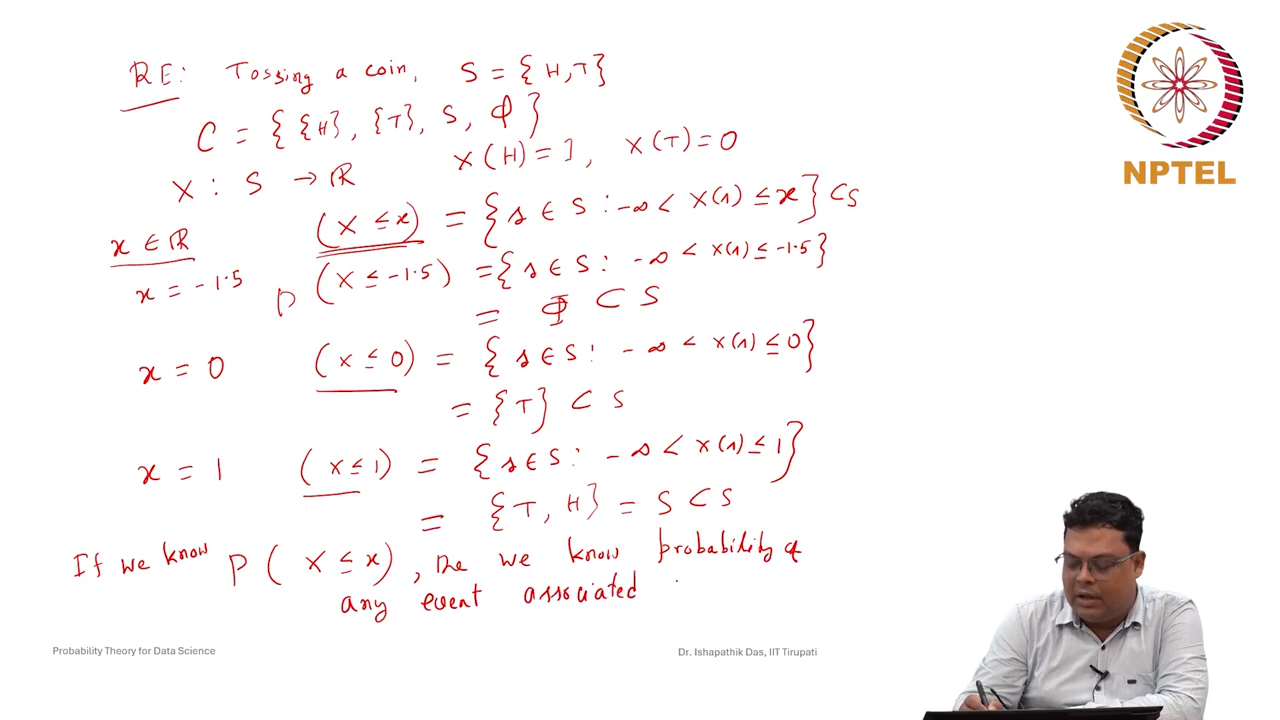 RE: Tossing a coin, S = {H, T}
C = { {H}, {T}, S, Φ }
X : S → ℝ X(H) = 1, X(T) = 0
x ∈ ℝ (X ≤ x) = {s ∈ S : -∞ < X(s) ≤ x} ⊂ S
x = -1.5 P (X ≤ -1.5) = {s ∈ S : -∞ < X(s) ≤ -1.5}
= Φ ⊂ S
x = 0 (X ≤ 0) = {s ∈ S : -∞ < X(s) ≤ 0}
= {T} ⊂ S
x = 1 (X ≤ 1) = {s ∈ S : -∞ < X(s) ≤ 1}
= {T, H} = S ⊂ S
If we know P(X ≤ x), the we know probability of
any event associated
NPTEL
Probability Theory for Data Science
Dr. Ishapathik Das, IIT Tirupati